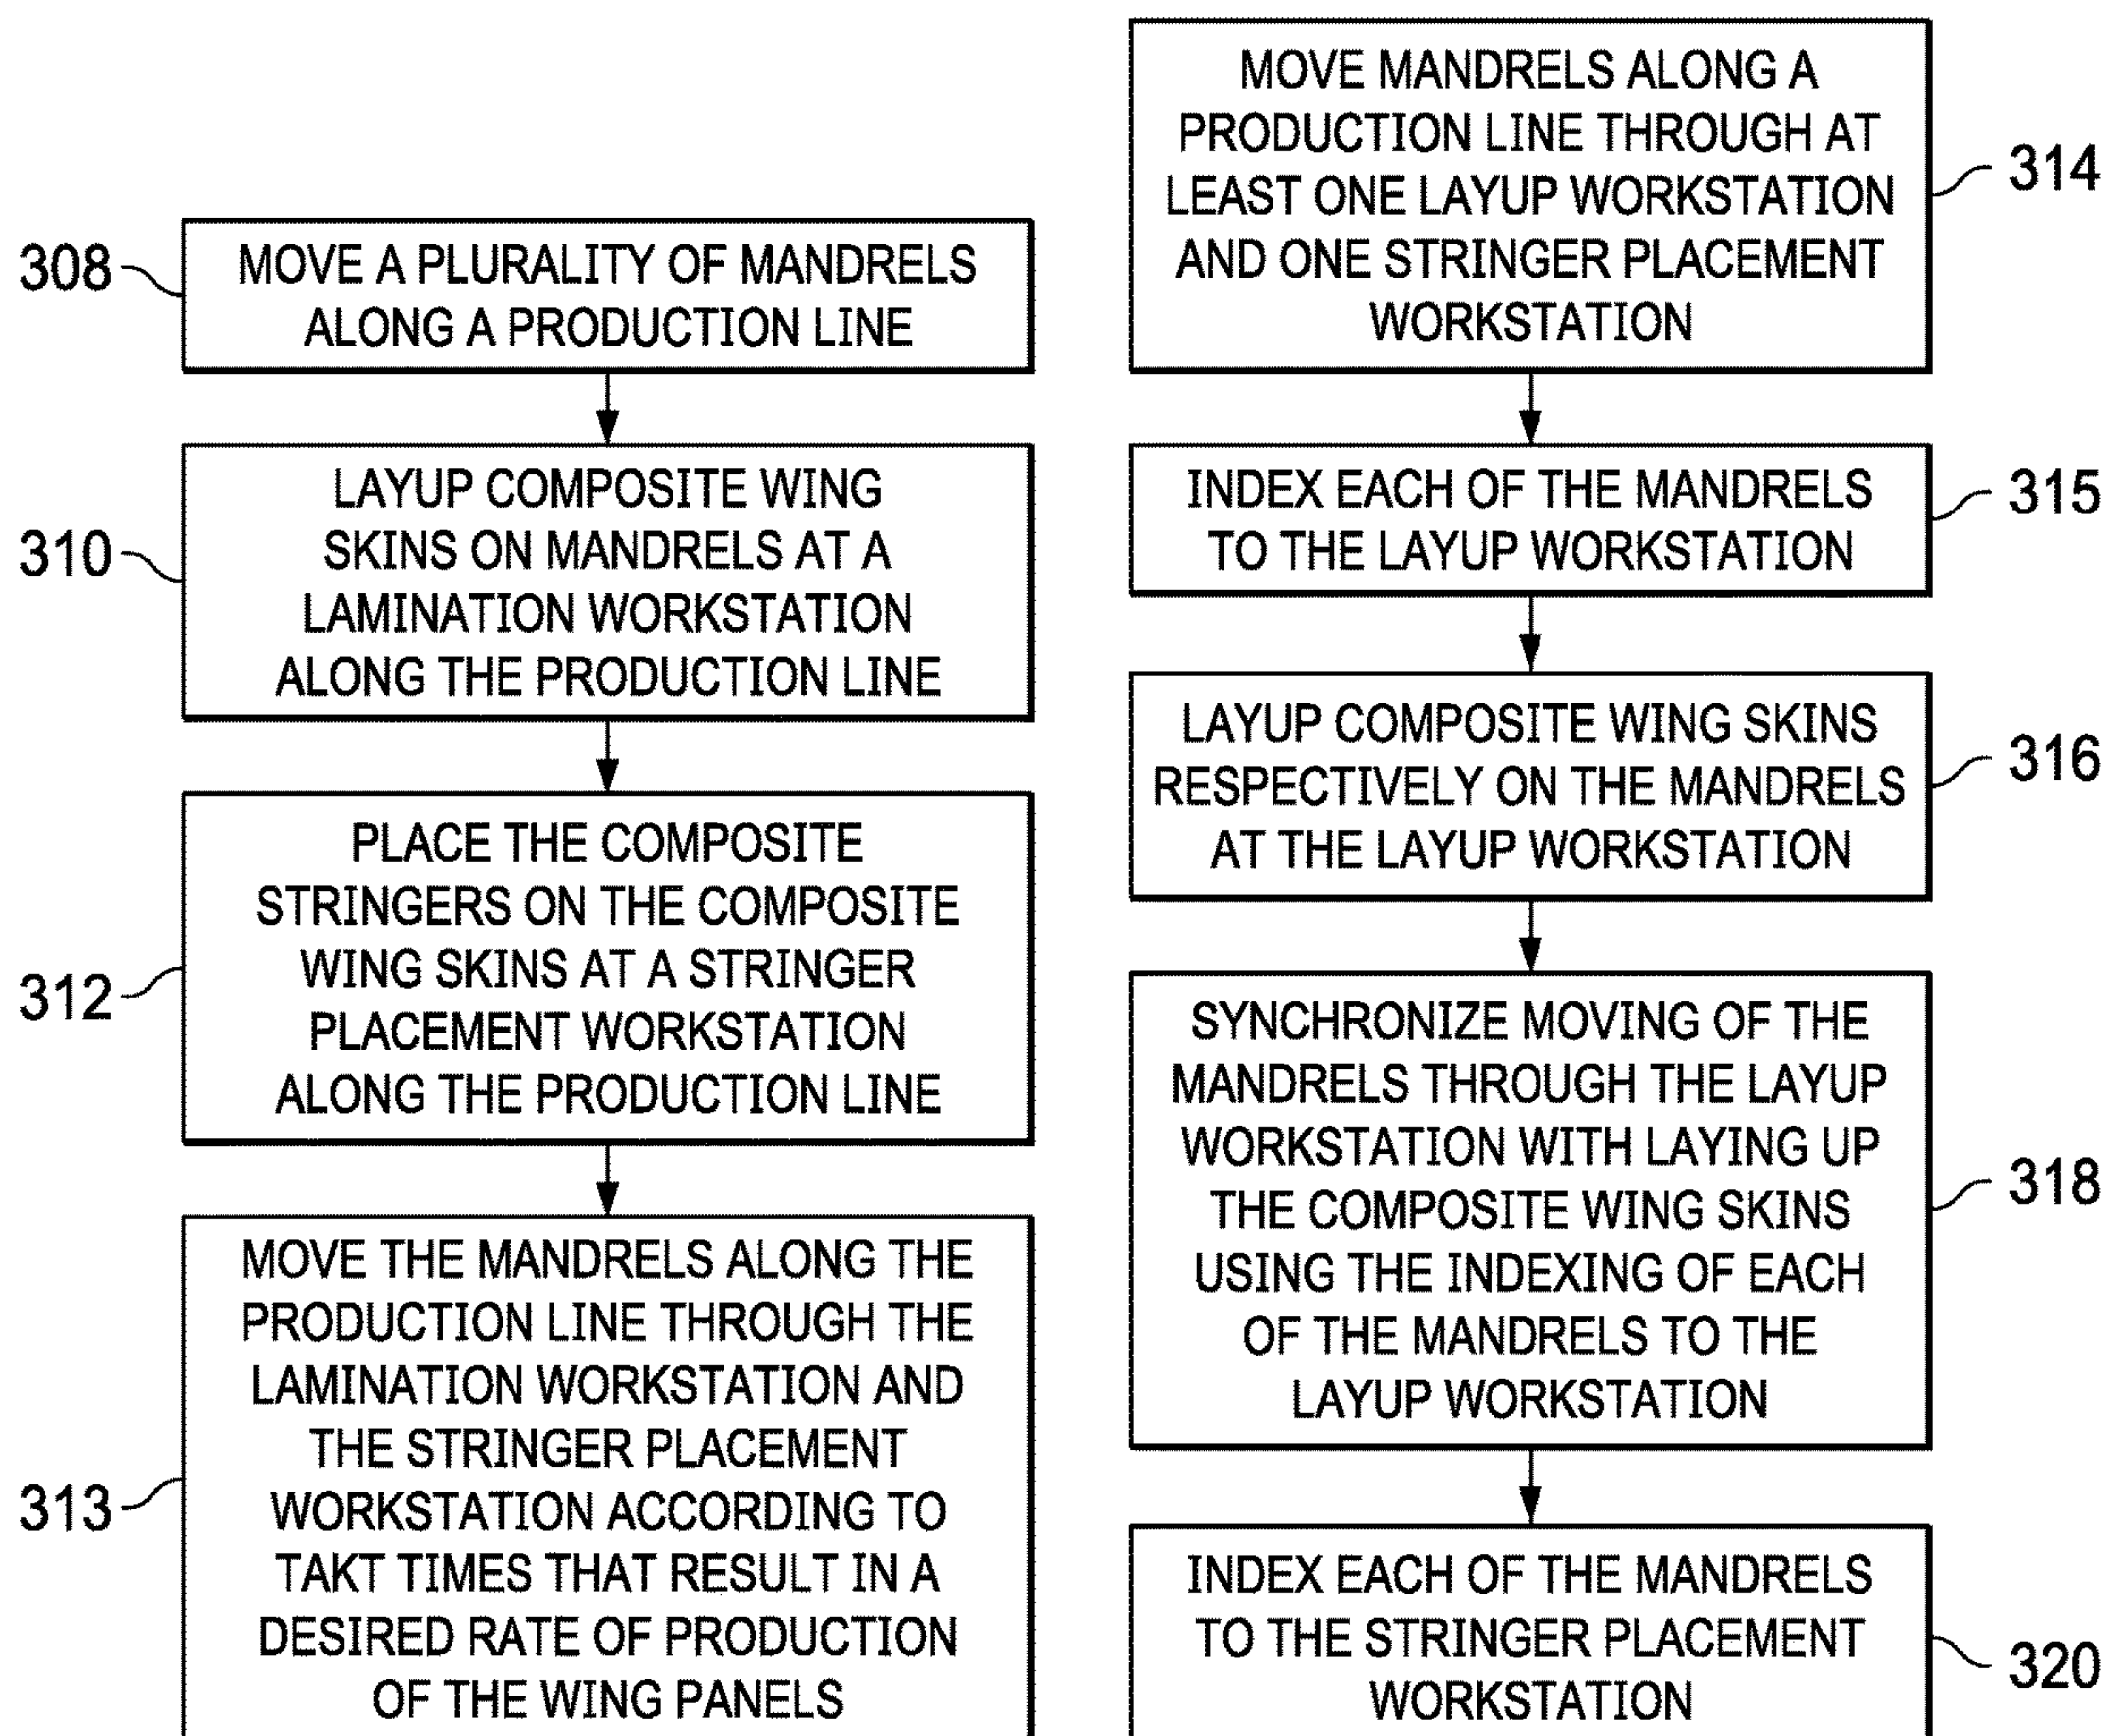 308
MOVE A PLURALITY OF MANDRELS
ALONG A PRODUCTION LINE
310
LAYUP COMPOSITE WING
SKINS ON MANDRELS AT A
LAMINATION WORKSTATION
ALONG THE PRODUCTION LINE
312
PLACE THE COMPOSITE
STRINGERS ON THE COMPOSITE
WING SKINS AT A STRINGER
PLACEMENT WORKSTATION
ALONG THE PRODUCTION LINE
313
MOVE THE MANDRELS ALONG THE
PRODUCTION LINE THROUGH THE
LAMINATION WORKSTATION AND
THE STRINGER PLACEMENT
WORKSTATION ACCORDING TO
TAKT TIMES THAT RESULT IN A
DESIRED RATE OF PRODUCTION
OF THE WING PANELS
MOVE MANDRELS ALONG A
PRODUCTION LINE THROUGH AT
LEAST ONE LAYUP WORKSTATION
AND ONE STRINGER PLACEMENT
WORKSTATION
314
INDEX EACH OF THE MANDRELS
TO THE LAYUP WORKSTATION
315
LAYUP COMPOSITE WING SKINS
RESPECTIVELY ON THE MANDRELS
AT THE LAYUP WORKSTATION
316
SYNCHRONIZE MOVING OF THE
MANDRELS THROUGH THE LAYUP
WORKSTATION WITH LAYING UP
THE COMPOSITE WING SKINS
USING THE INDEXING OF EACH
OF THE MANDRELS TO THE
LAYUP WORKSTATION
318
INDEX EACH OF THE MANDRELS
TO THE STRINGER PLACEMENT
WORKSTATION
320